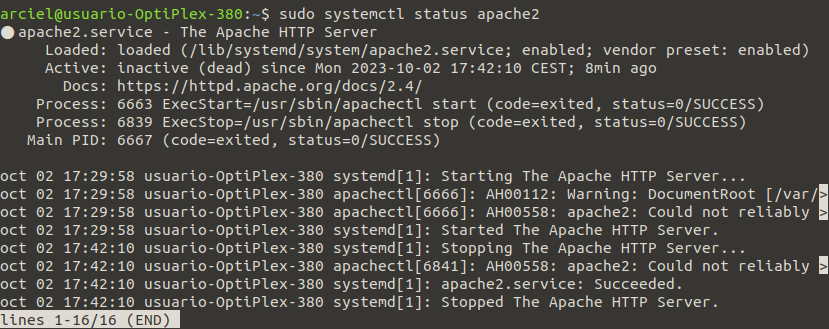 arciel@usuario-OptiPlex-380:~$ sudo systemctl status apache2
● apache2.service - The Apache HTTP Server
     Loaded: loaded (/lib/systemd/system/apache2.service; enabled; vendor preset: enabled)
     Active: inactive (dead) since Mon 2023-10-02 17:42:10 CEST; 8min ago
       Docs: https://httpd.apache.org/docs/2.4/
    Process: 6663 ExecStart=/usr/sbin/apachectl start (code=exited, status=0/SUCCESS)
    Process: 6839 ExecStop=/usr/sbin/apachectl stop (code=exited, status=0/SUCCESS)
   Main PID: 6667 (code=exited, status=0/SUCCESS)

oct 02 17:29:58 usuario-OptiPlex-380 systemd[1]: Starting The Apache HTTP Server...
oct 02 17:29:58 usuario-OptiPlex-380 apachectl[6666]: AH00112: Warning: DocumentRoot [/var/>
oct 02 17:29:58 usuario-OptiPlex-380 apachectl[6666]: AH00558: apache2: Could not reliably >
oct 02 17:29:58 usuario-OptiPlex-380 systemd[1]: Started The Apache HTTP Server.
oct 02 17:42:10 usuario-OptiPlex-380 systemd[1]: Stopping The Apache HTTP Server...
oct 02 17:42:10 usuario-OptiPlex-380 apachectl[6841]: AH00558: apache2: Could not reliably >
oct 02 17:42:10 usuario-OptiPlex-380 systemd[1]: apache2.service: Succeeded.
oct 02 17:42:10 usuario-OptiPlex-380 systemd[1]: Stopped The Apache HTTP Server.
lines 1-16/16 (END)